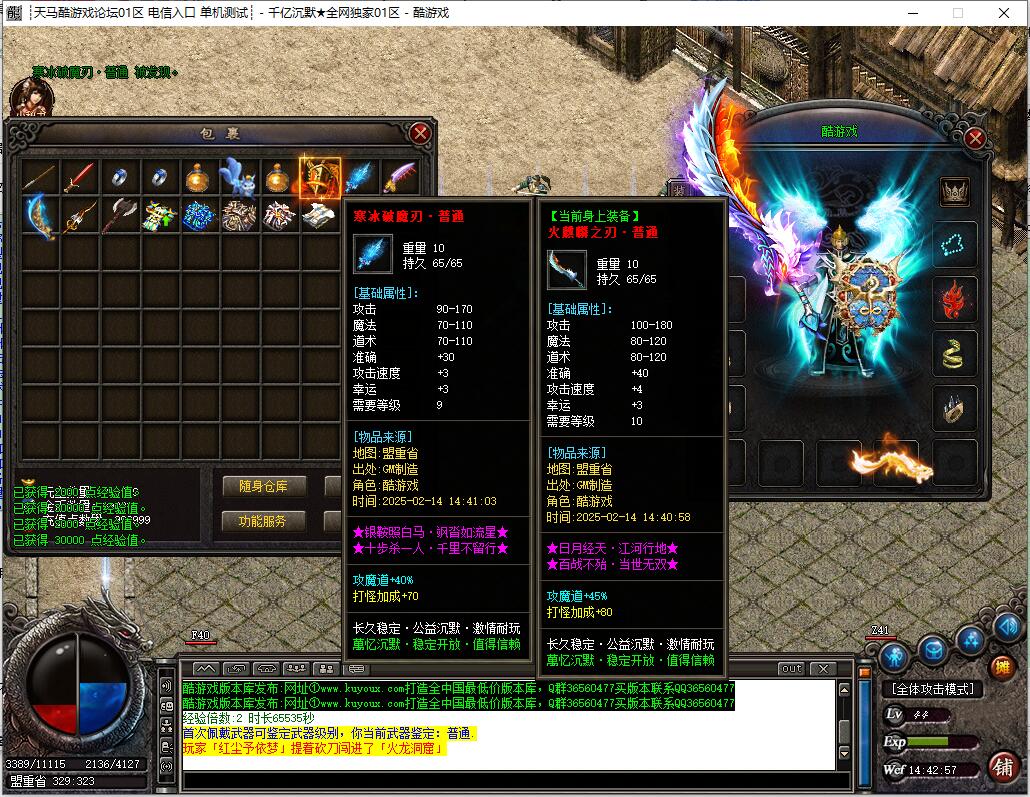 天马酷游戏论坛01区 电信入口 单机测试┊ - 千亿沉默★全网独家01区 - 酷游戏
寒冰破魔刃·普通 被发现。
包 裹
酷游戏
装
寒冰破魔刃·普通
重量 10
持久 65/65
[基础属性]:
攻击 90-170
魔法 70-110
道术 70-110
准确 +30
攻击速度 +3
幸运 +3
需要等级 9
[物品来源]
地图:盟重省
出处:GM制造
角色:酷游戏
时间:2025-02-14 14:41:03
★银鞍照白马·飒沓如流星★
★十步杀一人·千里不留行★
攻魔道+40%
打怪加成+70
长久稳定·公益沉默·激情耐玩
萬忆沉默·稳定开放·值得信赖
【当前身上装备】
火麒麟之刃·普通
重量 10
持久 65/65
[基础属性]:
攻击 100-180
魔法 80-120
道术 80-120
准确 +40
攻击速度 +4
幸运 +3
需要等级 10
[物品来源]
地图:盟重省
出处:GM制造
角色:酷游戏
时间:2025-02-14 14:40:58
★日月经天·江河行地★
★百战不殆·当世无双★
攻魔道+45%
打怪加成+80
长久稳定·公益沉默·激情耐玩
萬忆沉默·稳定开放·值得信赖
随身仓库
功能服务
已获得 30000 点经验值。
F40
Z41
out
酷游戏版本库发布:网址①www.kuyoux.com打造全中国最低价版本库，Q群36560477买版本联系QQ36560477
酷游戏版本库发布:网址①www.kuyoux.com打造全中国最低价版本库，Q群36560477买版本联系QQ36560477
经验倍数:2 时长65535秒
首次佩戴武器可鉴定武器级别，你当前武器鉴定：普通.
玩家「红尘予依梦」提着砍刀闯进了「火龙洞窟」
3389/11115 2136/4127
盟重省 329:323
摊
[全体攻击模式]
Lv
Exp
Wef 14:42:57
铺